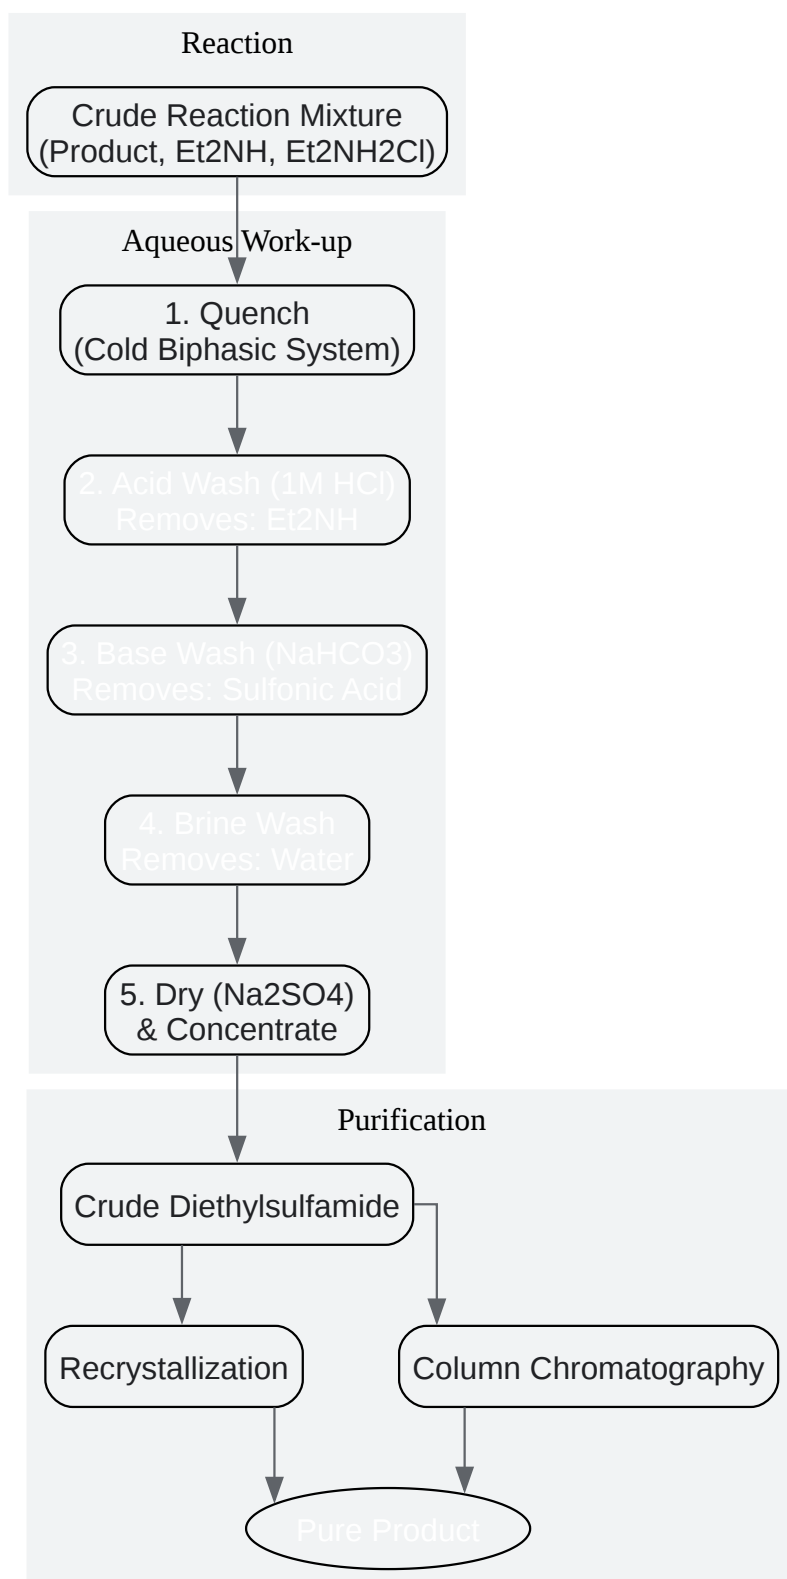 Reaction
Crude Reaction Mixture
(Product, Et2NH, Et2NH2Cl)
Aqueous Work-up
1. Quench
(Cold Biphasic System)
2. Acid Wash (1M HCl)
Removes: Et2NH
3. Base Wash (NaHCO3)
Removes: Sulfonic Acid
4. Brine Wash
Removes: Water
5. Dry (Na2SO4)
& Concentrate
Purification
Crude Diethylsulfamide
Recrystallization
Column Chromatography
Pure Product